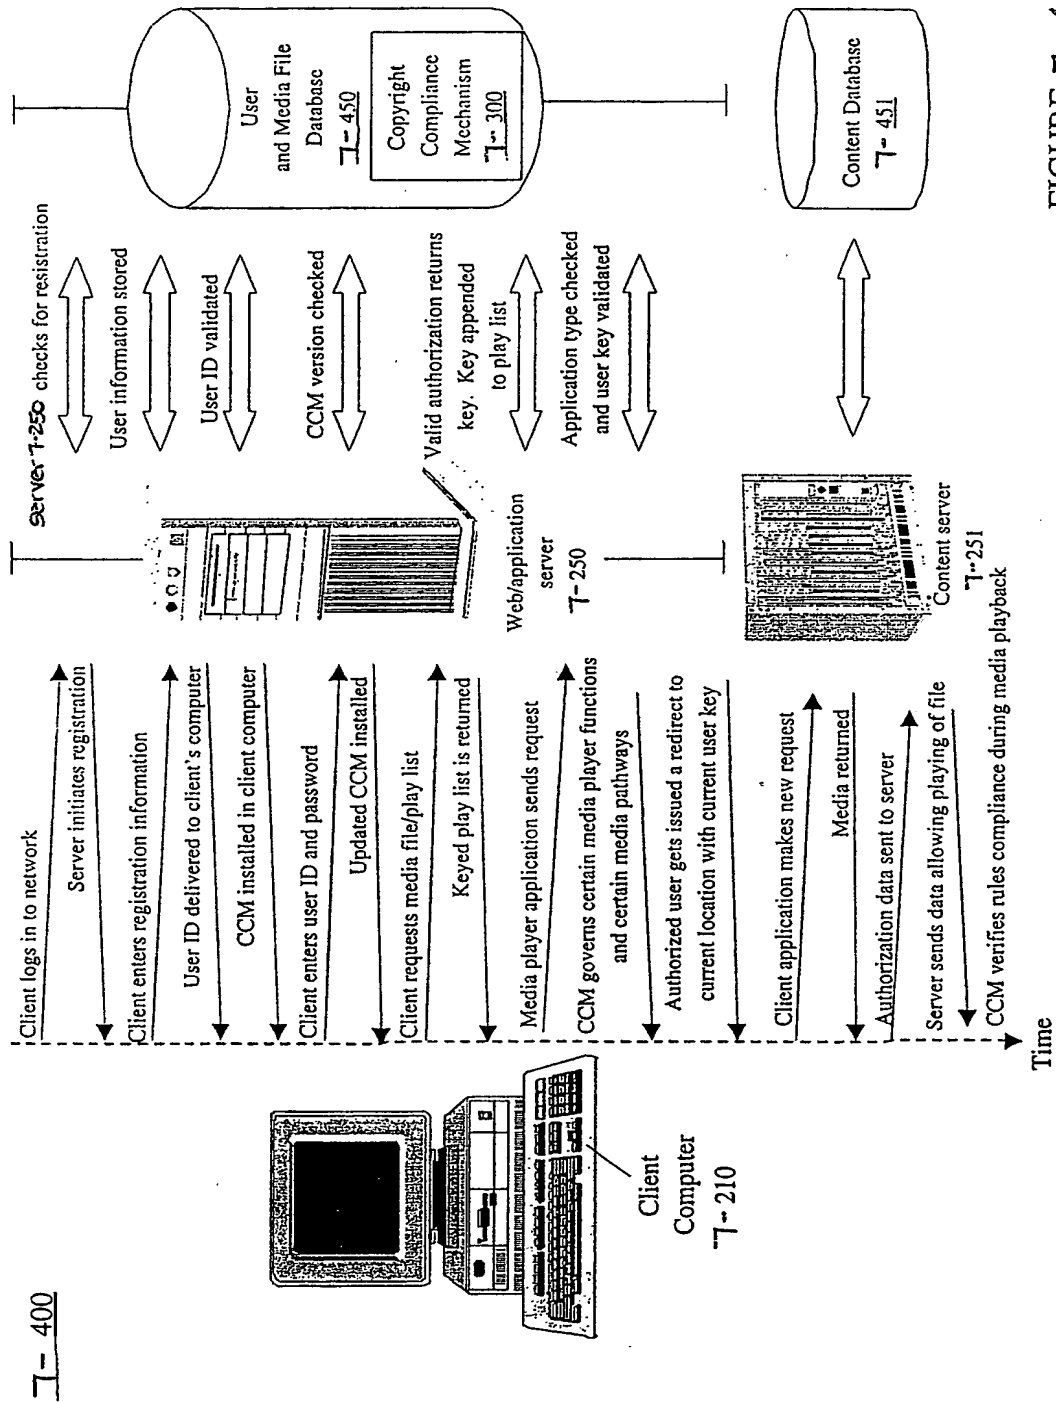 7-400
Client
Computer
7-210
Client logs in to network
Server initiates registration
Client enters registration information
User ID delivered to client's computer
CCM installed in client computer
Client enters user ID and password
Updated CCM installed
Client requests media file/play list
Keyed play list is returned
Media player application sends request
CCM governs certain media player functions
and certain media pathways
Authorized user gets issued a redirect to
current location with current user key
Client application makes new request
Media returned
Authorization data sent to server
Server sends data allowing playing of file
CCM verifies rules compliance during media playback
Time
Web/application
server
7-250
Content server
7-251
Server 7-250 checks for resistration
User information stored
User ID validated
CCM version checked
Valid authorization returns
key. Key appended
to play list
Application type checked
and user key validated
User
and Media File
Database
7-450
Copyright
Compliance
Mechanism
7-300
Content Database
7-451